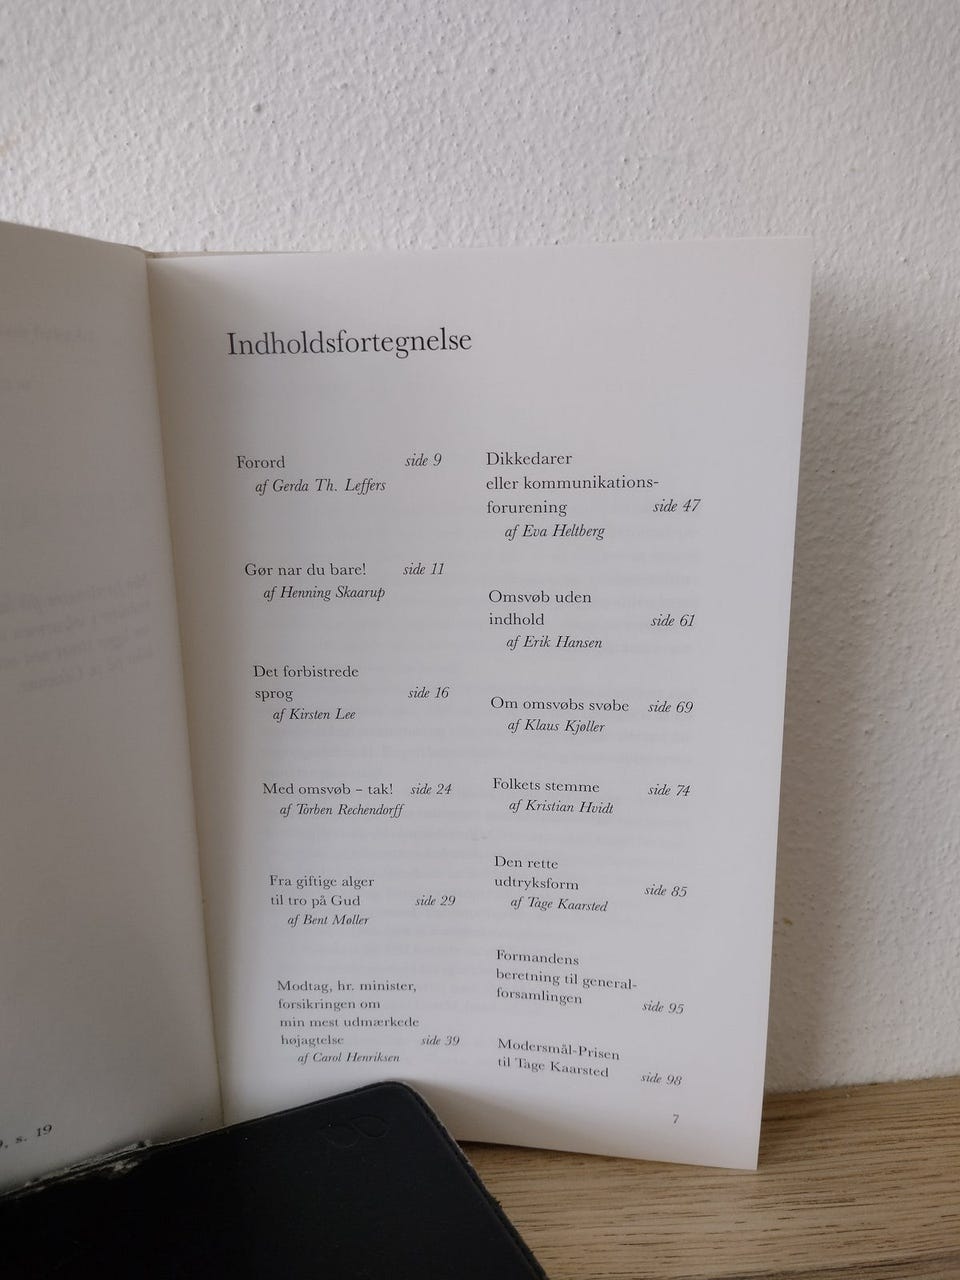 Indholdsfortegnelse
Forord side 9
af Gerda Th. Leffers
Gør nar du bare! side 11
af Henning Skaarup
Det forbistrede
sprog side 16
af Kirsten Lee
Med omsvøb – tak! side 24
af Torben Rechendorff
Fra giftige alger
til tro på Gud side 29
af Bent Møller
Modtag, hr. minister,
forsikringen om
min mest udmærkede
højagtelse side 39
af Carol Henriksen
Dikkedarer
eller kommunikations-
forurening side 47
af Eva Heltberg
Omsvøb uden
indhold side 61
af Erik Hansen
Om omsvøbs svøbe side 69
af Klaus Kjøller
Folkets stemme side 74
af Kristian Hvidt
Den rette
udtryksform side 85
af Tage Kaarsted
Formandens
beretning til general-
forsamlingen side 95
Modersmål-Prisen
til Tage Kaarsted side 98
7
s. 19